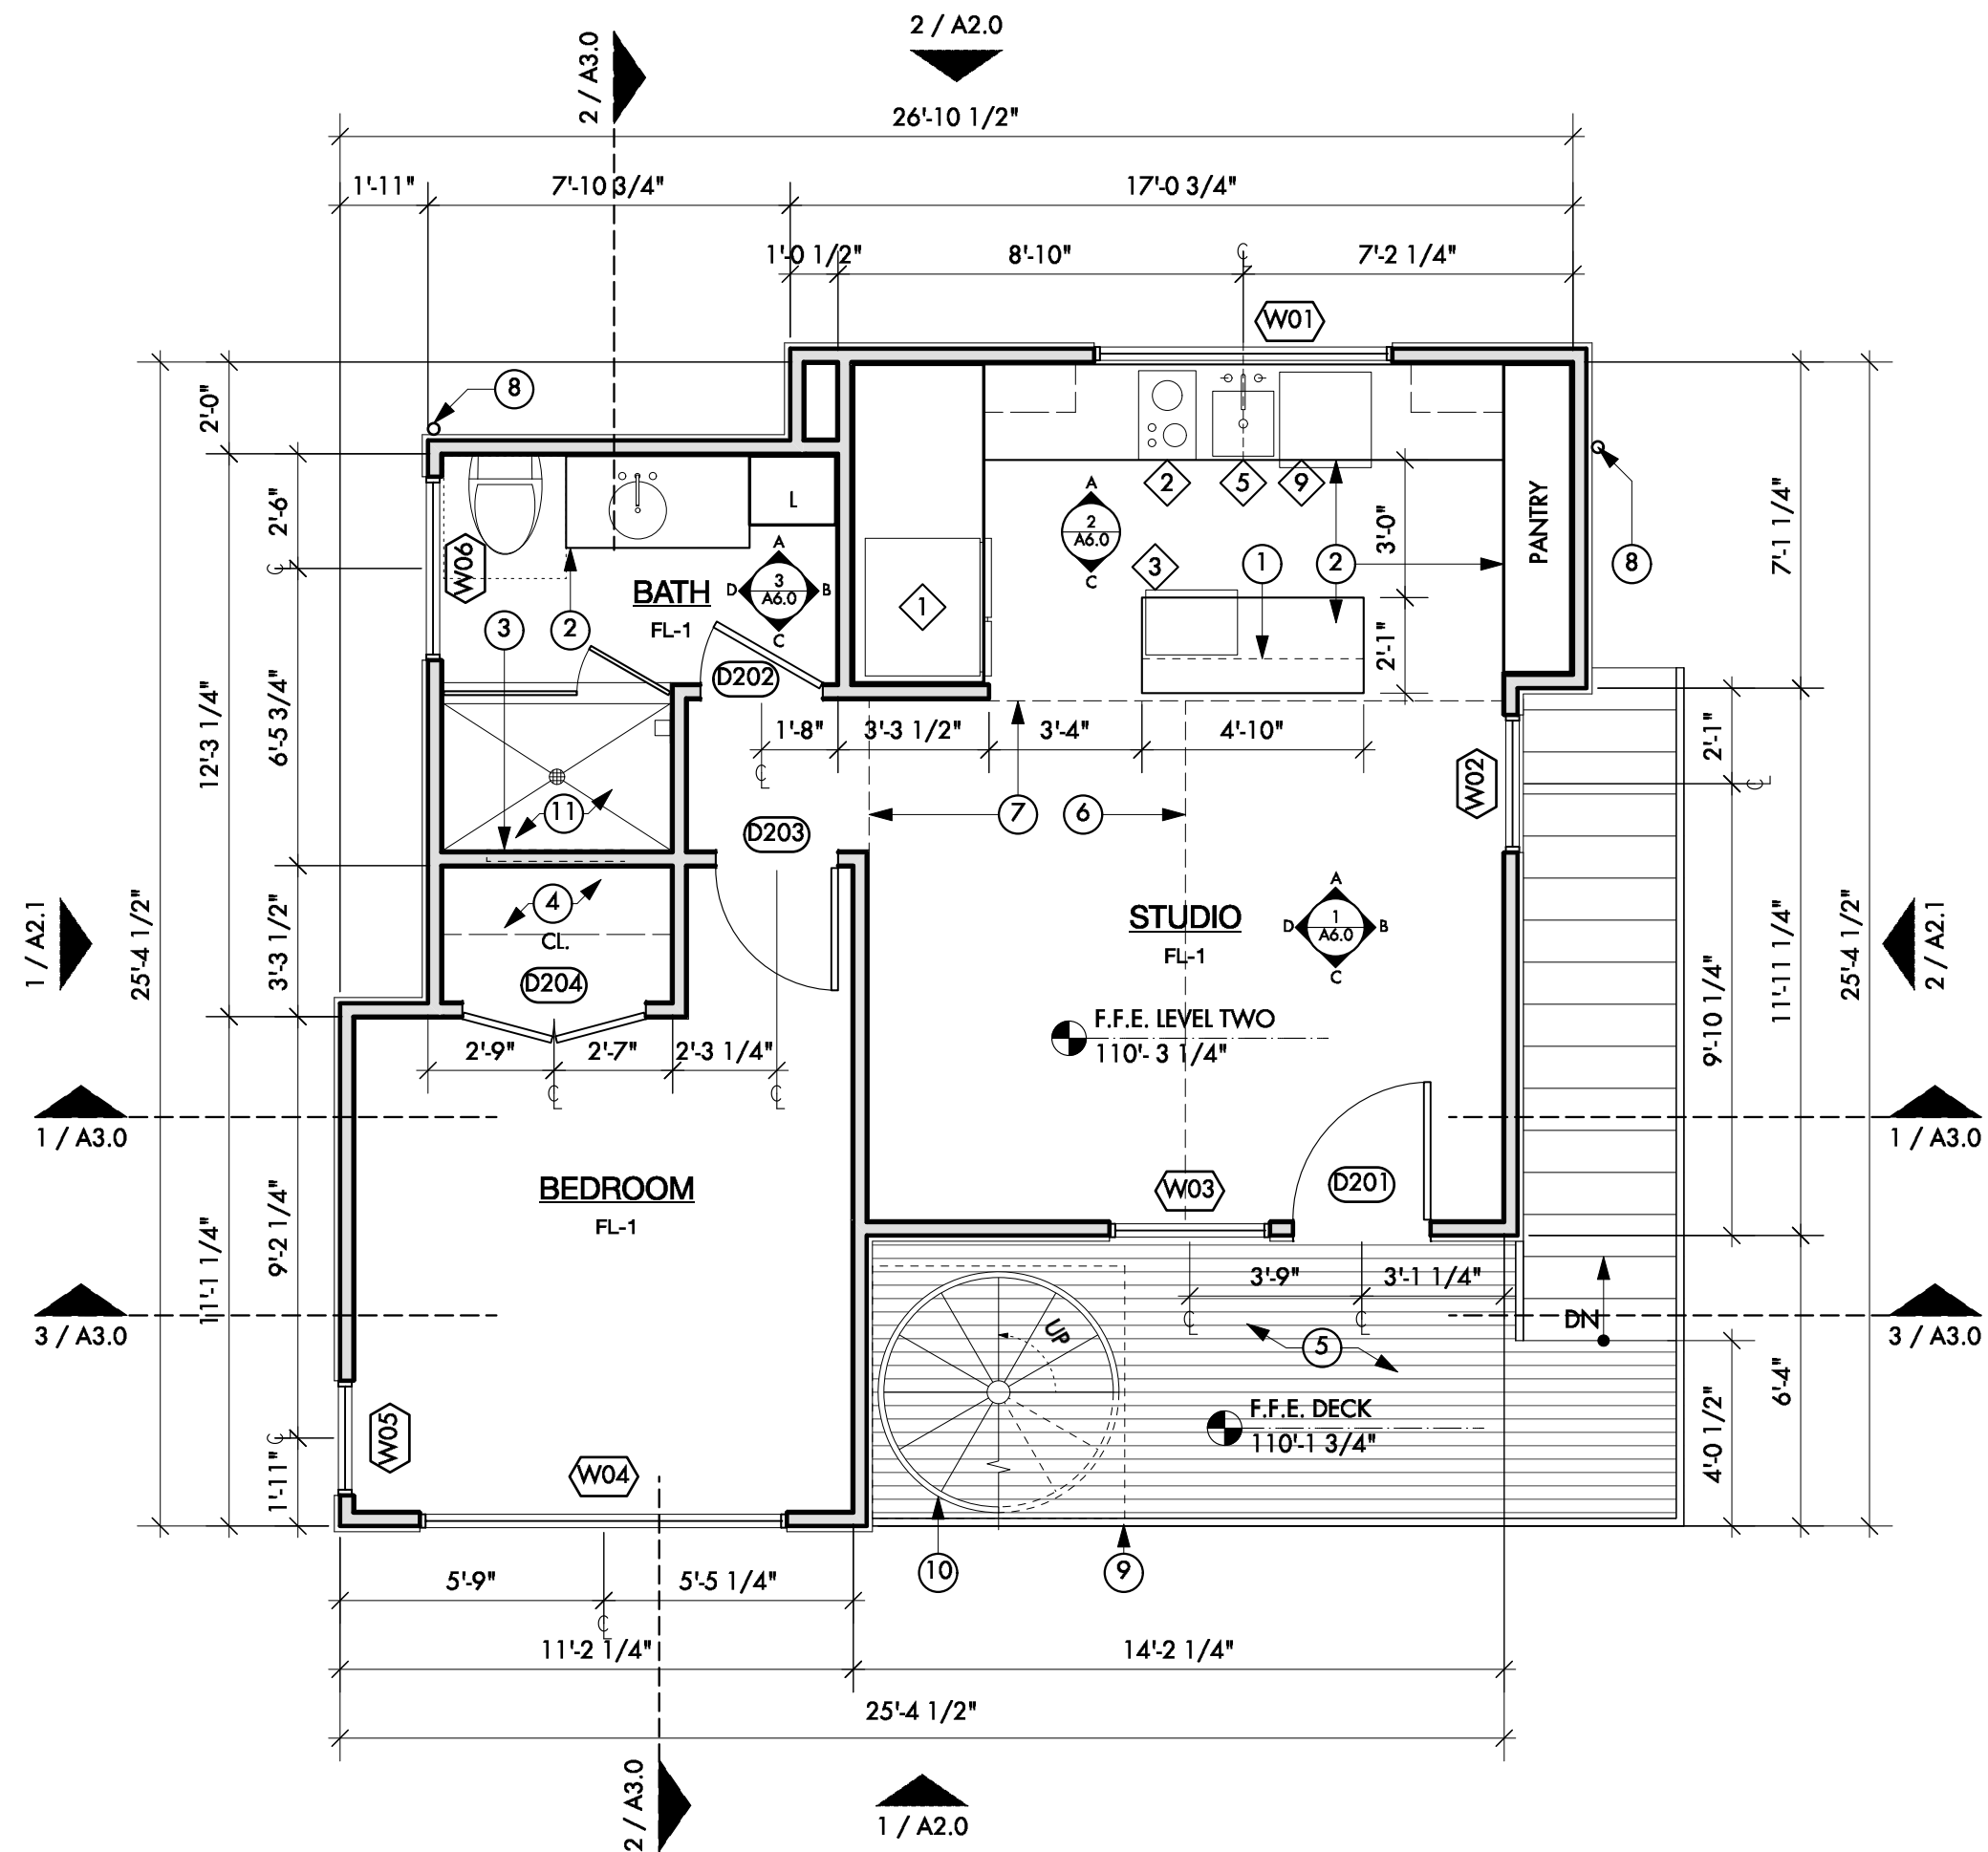 2 / A2.0
2 / A3.0
26'-10 1/2"
1'-11"
7'-10 3/4"
17'-0 3/4"
1'-0 1/2"
8'-10"
7'-2 1/4"
W01
8
2'-0"
2'-6"
12'-3 1/4"
6'-5 3/4"
3'-3 1/2"
25'-4 1/2"
1 / A2.1
W06
L
BATH
FL-1
A
D
3
A6.0
B
C
3
2
D202
1
A
2
A6.0
C
2
5
9
3
1
2
3'-0"
2'-1"
PANTRY
8
7'-1 1/4"
1'-8"
3'-3 1/2"
3'-4"
4'-10"
11
D203
7
6
W02
2'-1"
4
CL.
D204
STUDIO
FL-1
A
D
1
A6.0
B
C
9'-10 1/4"
11'-11 1/4"
25'-4 1/2"
2 / A2.1
F.F.E. LEVEL TWO
110'- 3 1/4"
2'-9"
2'-7"
2'-3 1/4"
1 / A3.0
1 / A3.0
BEDROOM
FL-1
W03
D201
9'-2 1/4"
11'-1 1/4"
3'-9"
3'-1 1/4"
UP
DN
5
3 / A3.0
3 / A3.0
F.F.E. DECK
110'-1 3/4"
6'-4"
4'-0 1/2"
W05
1'-11"
W04
10
9
5'-9"
5'-5 1/4"
11'-2 1/4"
14'-2 1/4"
25'-4 1/2"
2 / A3.0
1 / A2.0